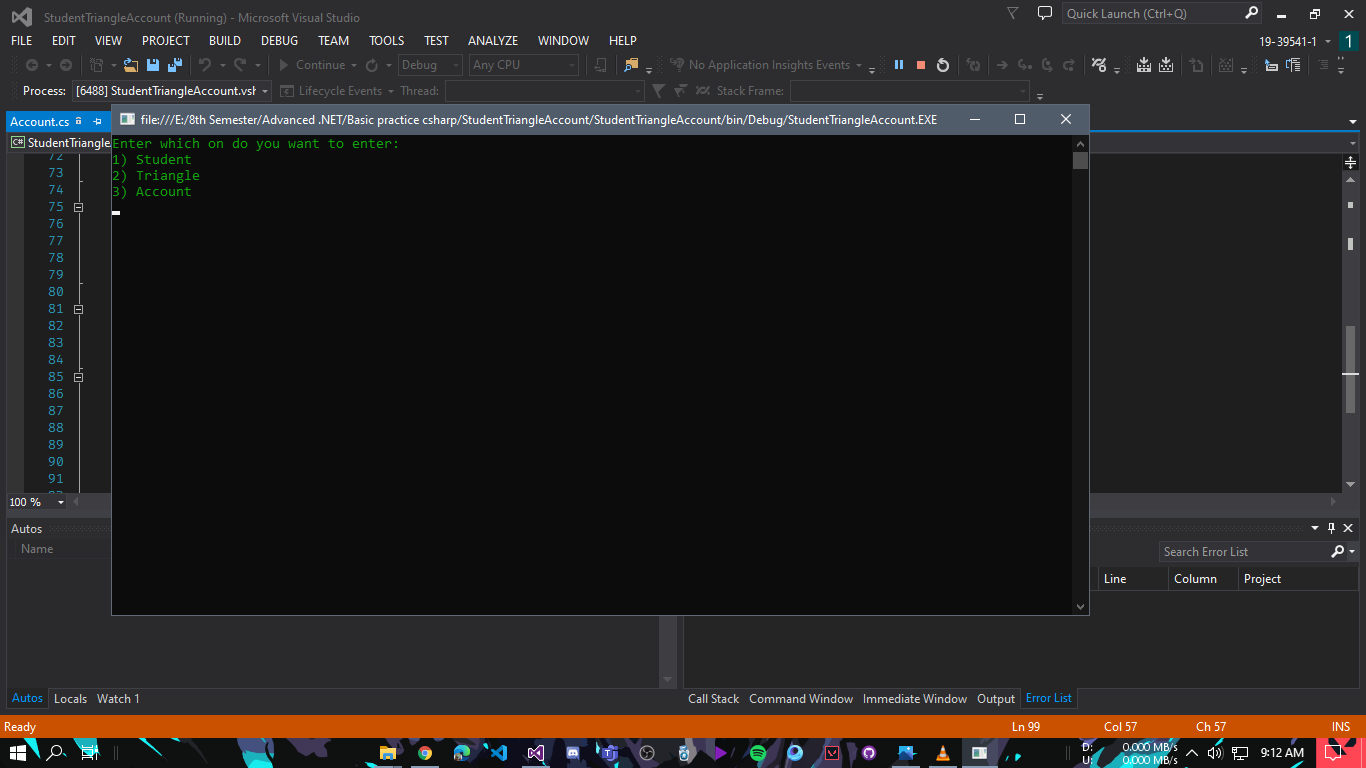 StudentTriangleAccount (Running) - Microsoft Visual Studio
Quick Launch (Ctrl+Q)
FILE EDIT VIEW PROJECT BUILD DEBUG TEAM TOOLS TEST ANALYZE WINDOW HELP
19-39541-1 1
Continue Debug Any CPU No Application Insights Events
Process: [6488] StudentTriangleAccount.vsh Lifecycle Events Thread: Stack Frame:
Account.cs
file:///E:/8th Semester/Advanced .NET/Basic practice csharp/StudentTriangleAccount/StudentTriangleAccount/bin/Debug/StudentTriangleAccount.EXE
C# StudentTriangle
Enter which on do you want to enter:
1) Student
2) Triangle
3) Account
72
73
74
75
76
77
78
79
80
81
82
83
84
85
86
87
88
89
90
91
100 %
Autos
Name
Search Error List
Line Column Project
Autos Locals Watch 1
Call Stack Command Window Immediate Window Output Error List
Ready Ln 99 Col 57 Ch 57 INS
D: 0.000 MB/s
U: 0.000 MB/s
9:12 AM